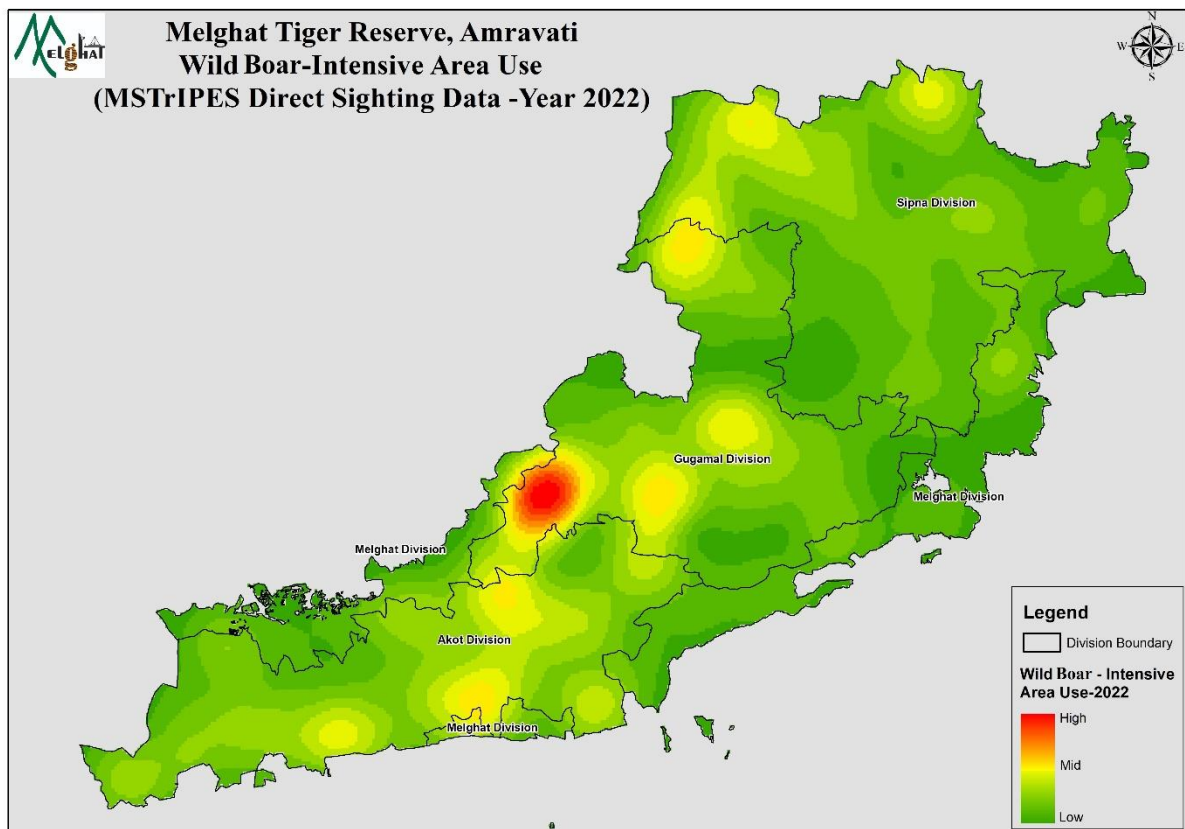 MElgHAT
Melghat Tiger Reserve, Amravati
Wild Boar-Intensive Area Use
(MSTrIPES Direct Sighting Data -Year 2022)
N
W
E
S
Sipna Division
Gugamal Division
Melghat Division
Melghat Division
Akot Division
Melghat Division
Legend
Division Boundary
Wild Boar - Intensive
Area Use-2022
High
Mid
Low